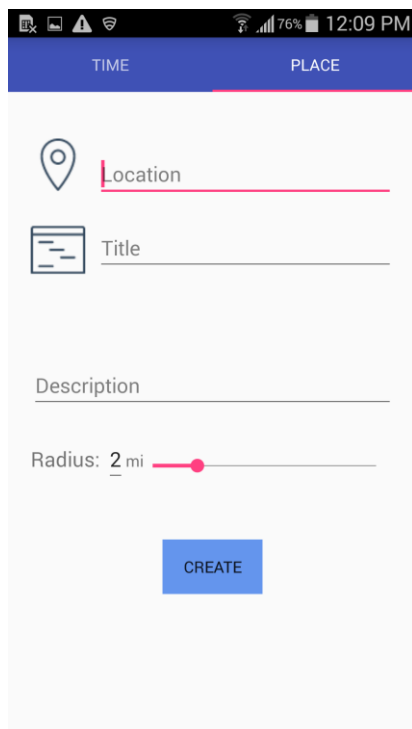 76% 12:09 PM
TIME PLACE
Location
Title
Description
Radius: 2 mi
CREATE